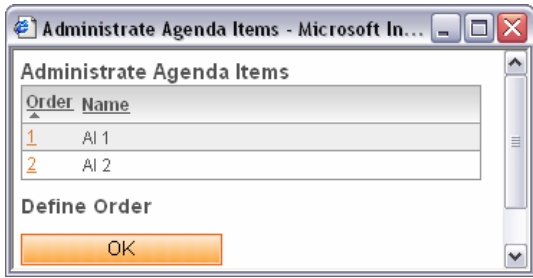 Administrate Agenda Items - Microsoft In...
Administrate Agenda Items
Order Name
1 AI 1
2 AI 2
Define Order
OK